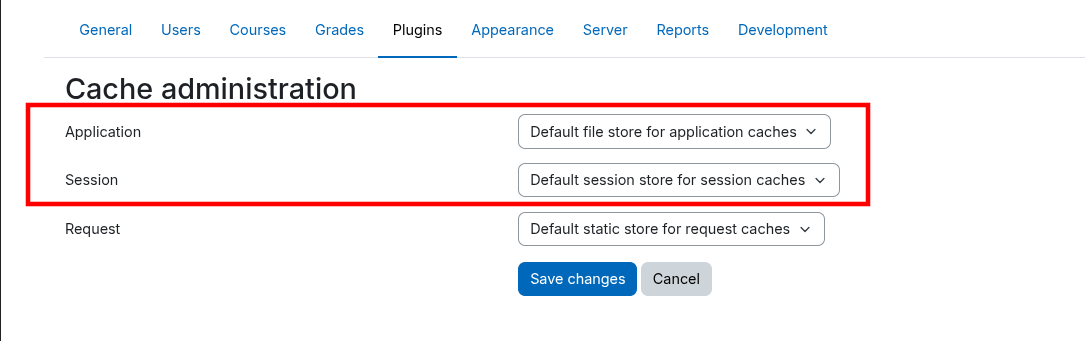 General Users Courses Grades Plugins Appearance Server Reports Development
Cache administration
Application Default file store for application caches
Session Default session store for session caches
Request Default static store for request caches
Save changes Cancel